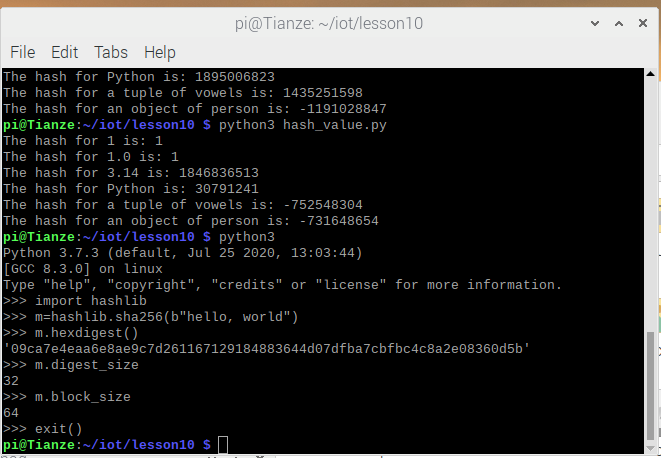 pi@Tianze: ~/iot/lesson10
File Edit Tabs Help
The hash for Python is: 1895006823
The hash for a tuple of vowels is: 1435251598
The hash for an object of person is: -1191028847
pi@Tianze:~/iot/lesson10 $ python3 hash_value.py
The hash for 1 is: 1
The hash for 1.0 is: 1
The hash for 3.14 is: 1846836513
The hash for Python is: 30791241
The hash for a tuple of vowels is: -752548304
The hash for an object of person is: -731648654
pi@Tianze:~/iot/lesson10 $ python3
Python 3.7.3 (default, Jul 25 2020, 13:03:44)
[GCC 8.3.0] on linux
Type "help", "copyright", "credits" or "license" for more information.
>>> import hashlib
>>> m=hashlib.sha256(b"hello, world")
>>> m.hexdigest()
'09ca7e4eaa6e8ae9c7d261167129184883644d07dfba7cbfbc4c8a2e08360d5b'
>>> m.digest_size
32
>>> m.block_size
64
>>> exit()
pi@Tianze:~/iot/lesson10 $